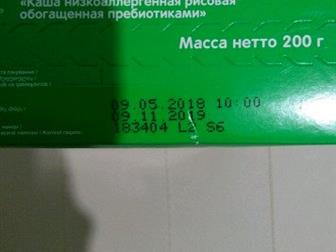 «Каша низкоаллергенная рисовая
обогащенная пребиотиками»
Масса нетто 200 г
09.05.2018 10:00
09.11.2019
183404 L2 S6